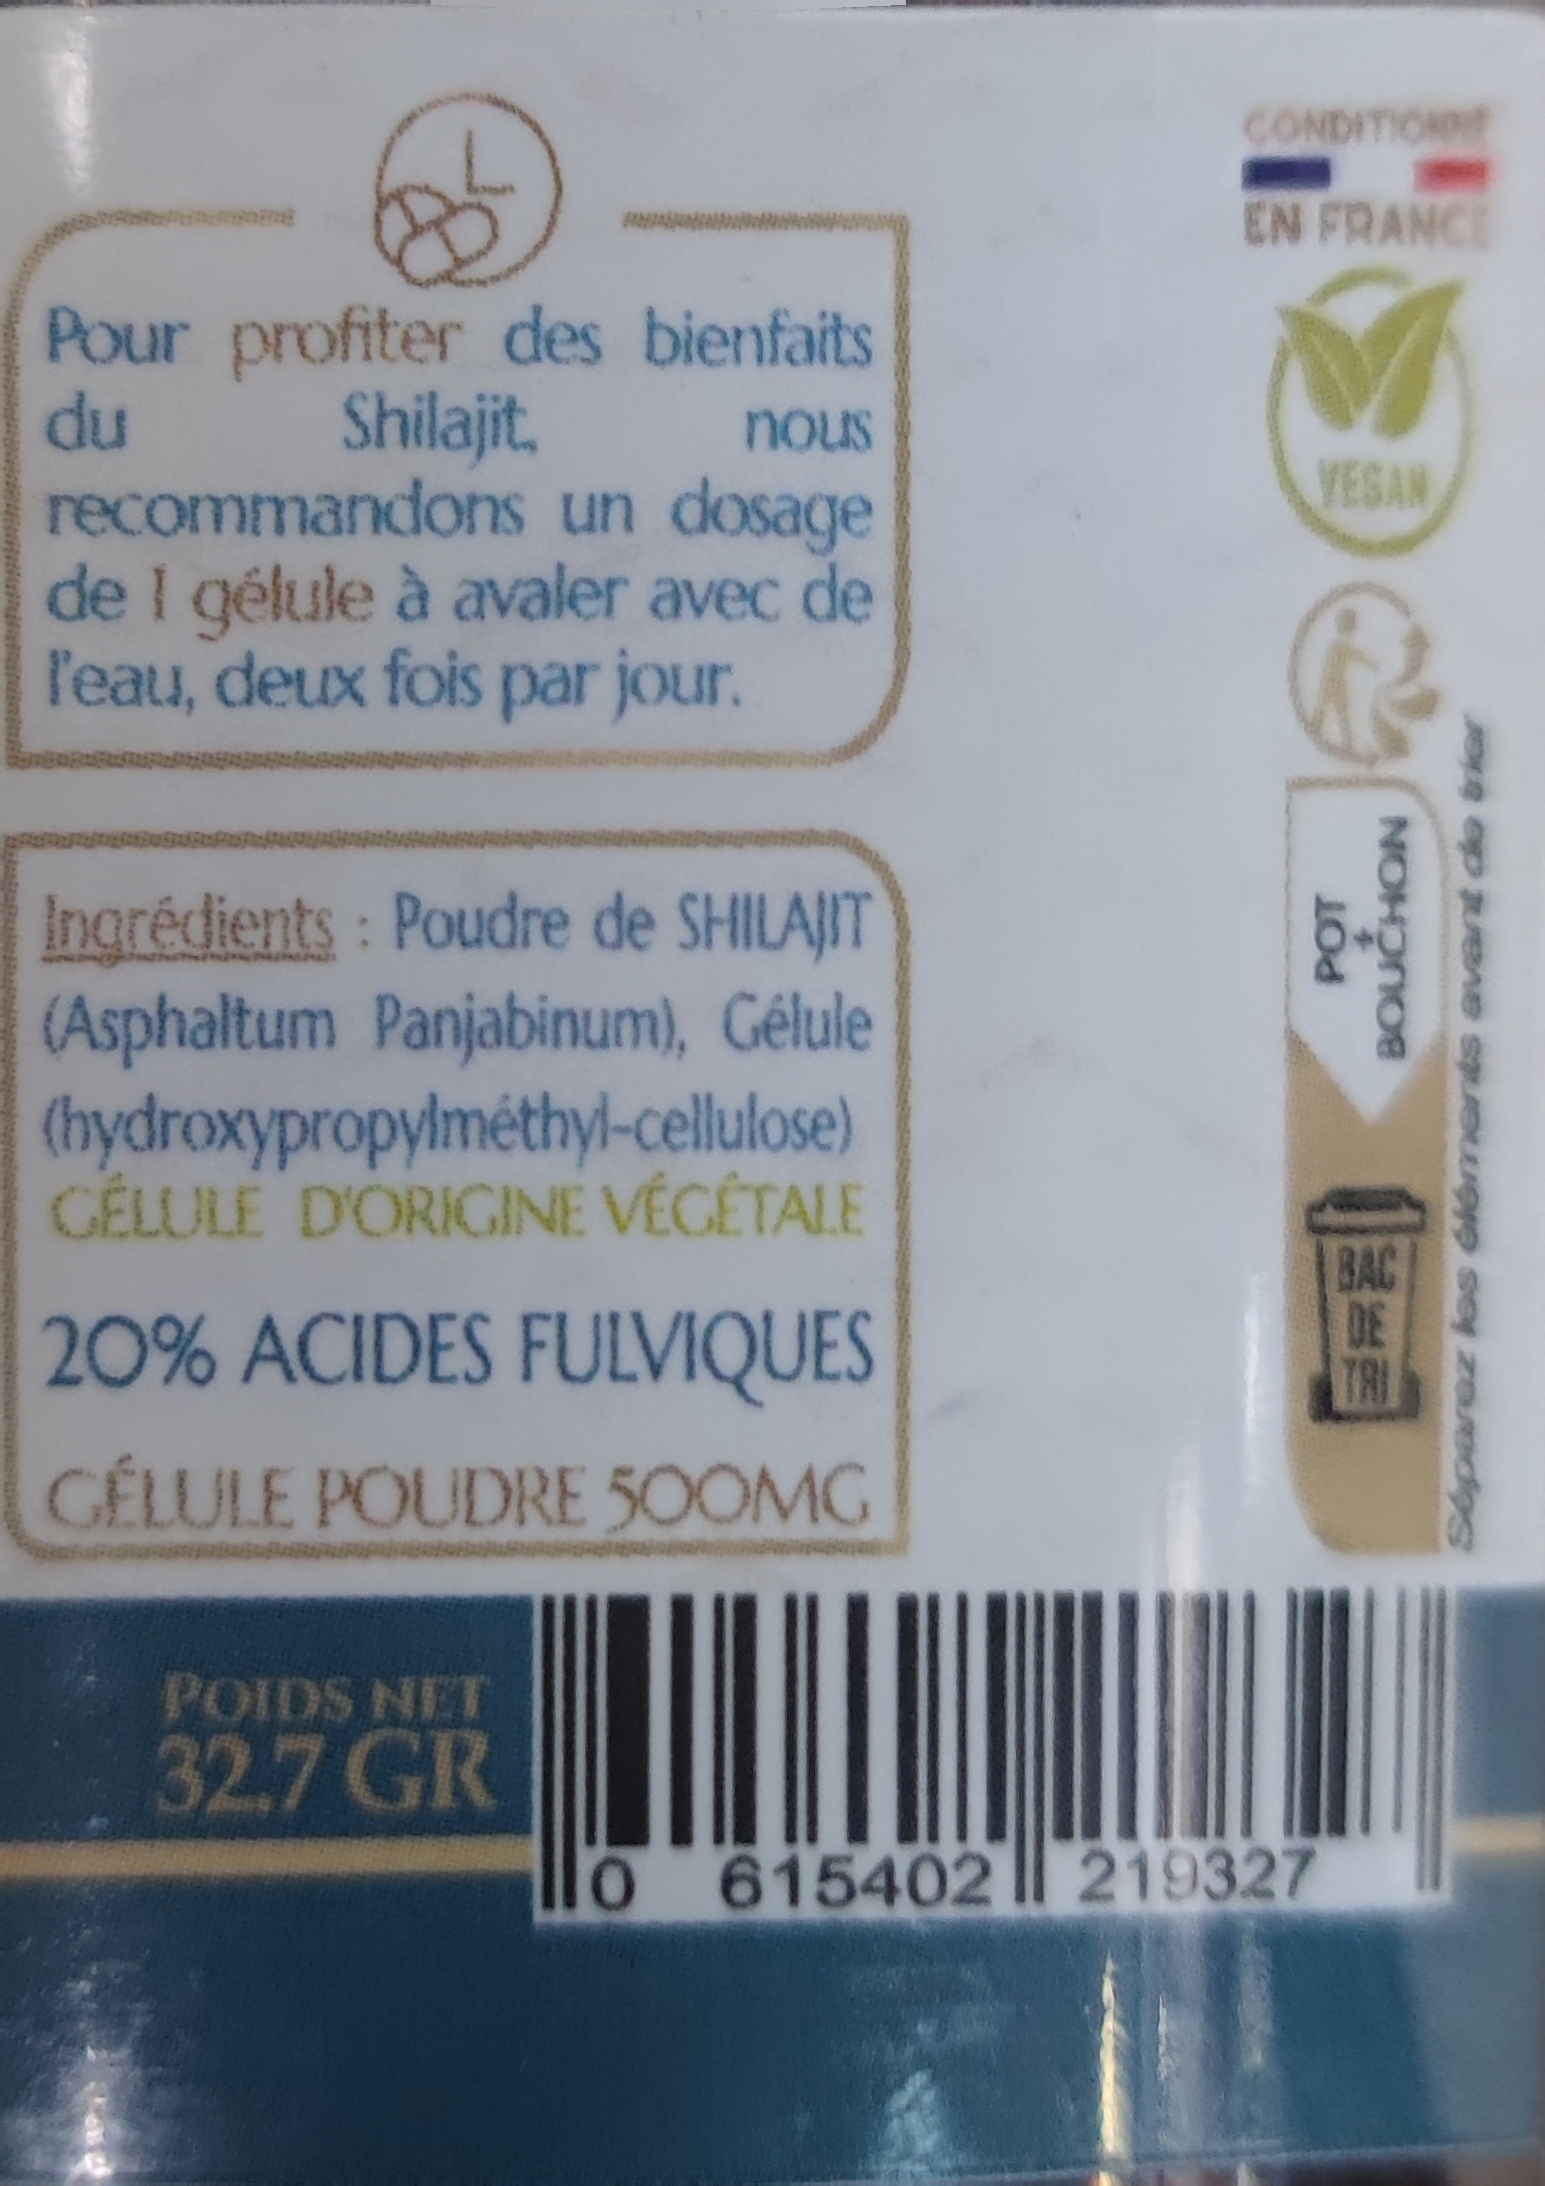 CONDITIONNÉ
EN FRANCE
VEGAN
Pour profiter des bienfaits
du Shilajit, nous
recommandons un dosage
de 1 gélule à avaler avec de
l'eau, deux fois par jour.
Ingrédients : Poudre de SHILAJIT
(Asphaltum Panjabinum), Gélule
(hydroxypropylméthyl-cellulose)
GÉLULE D'ORIGINE VÉGÉTALE
20% ACIDES FULVIQUES
GÉLULE POUDRE 500MG
POT
+
BOUCHON
BAC
DE
TRI
Séparez les éléments avant de trier
POIDS NET
32.7 GR
0 615402 219327